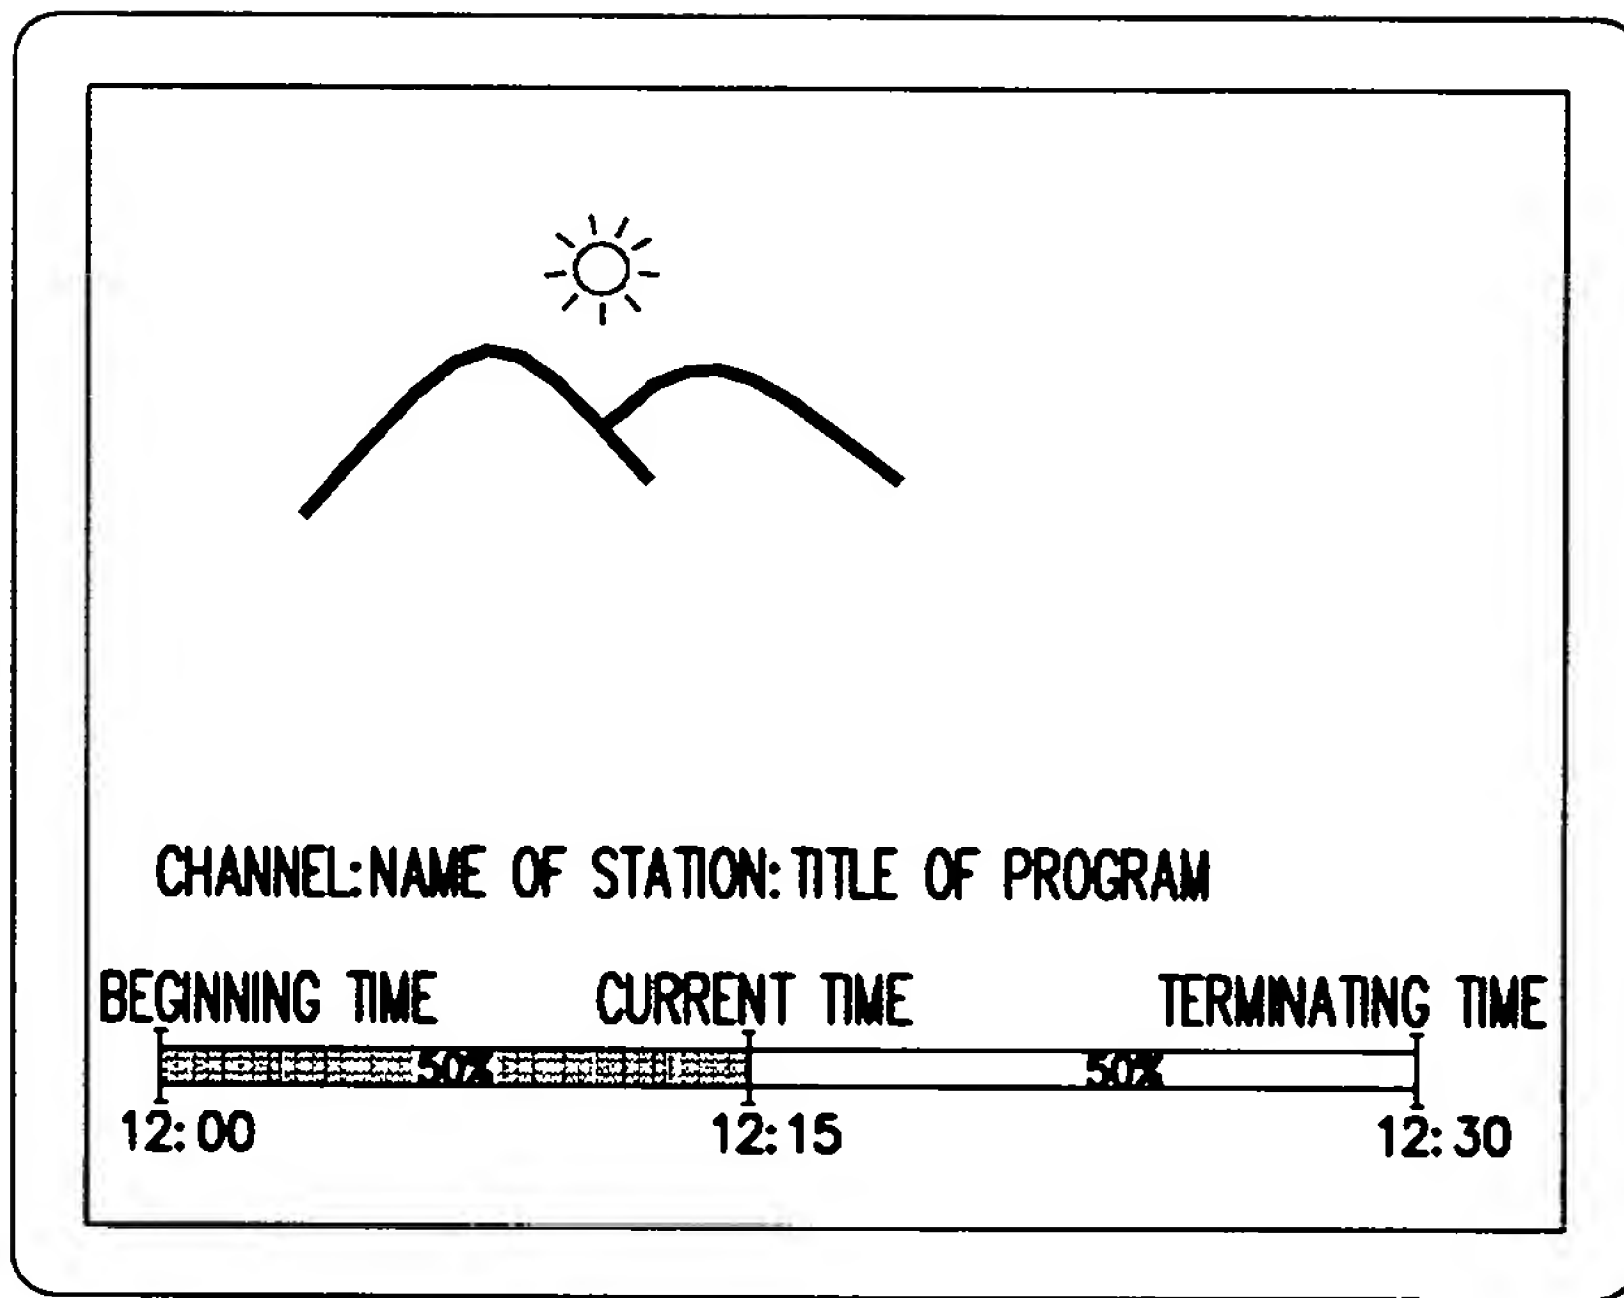 CHANNEL:NAME OF STATION:TITLE OF PROGRAM
BEGINNING TIME CURRENT TIME TERMINATING TIME
50% 50%
12:00 12:15 12:30